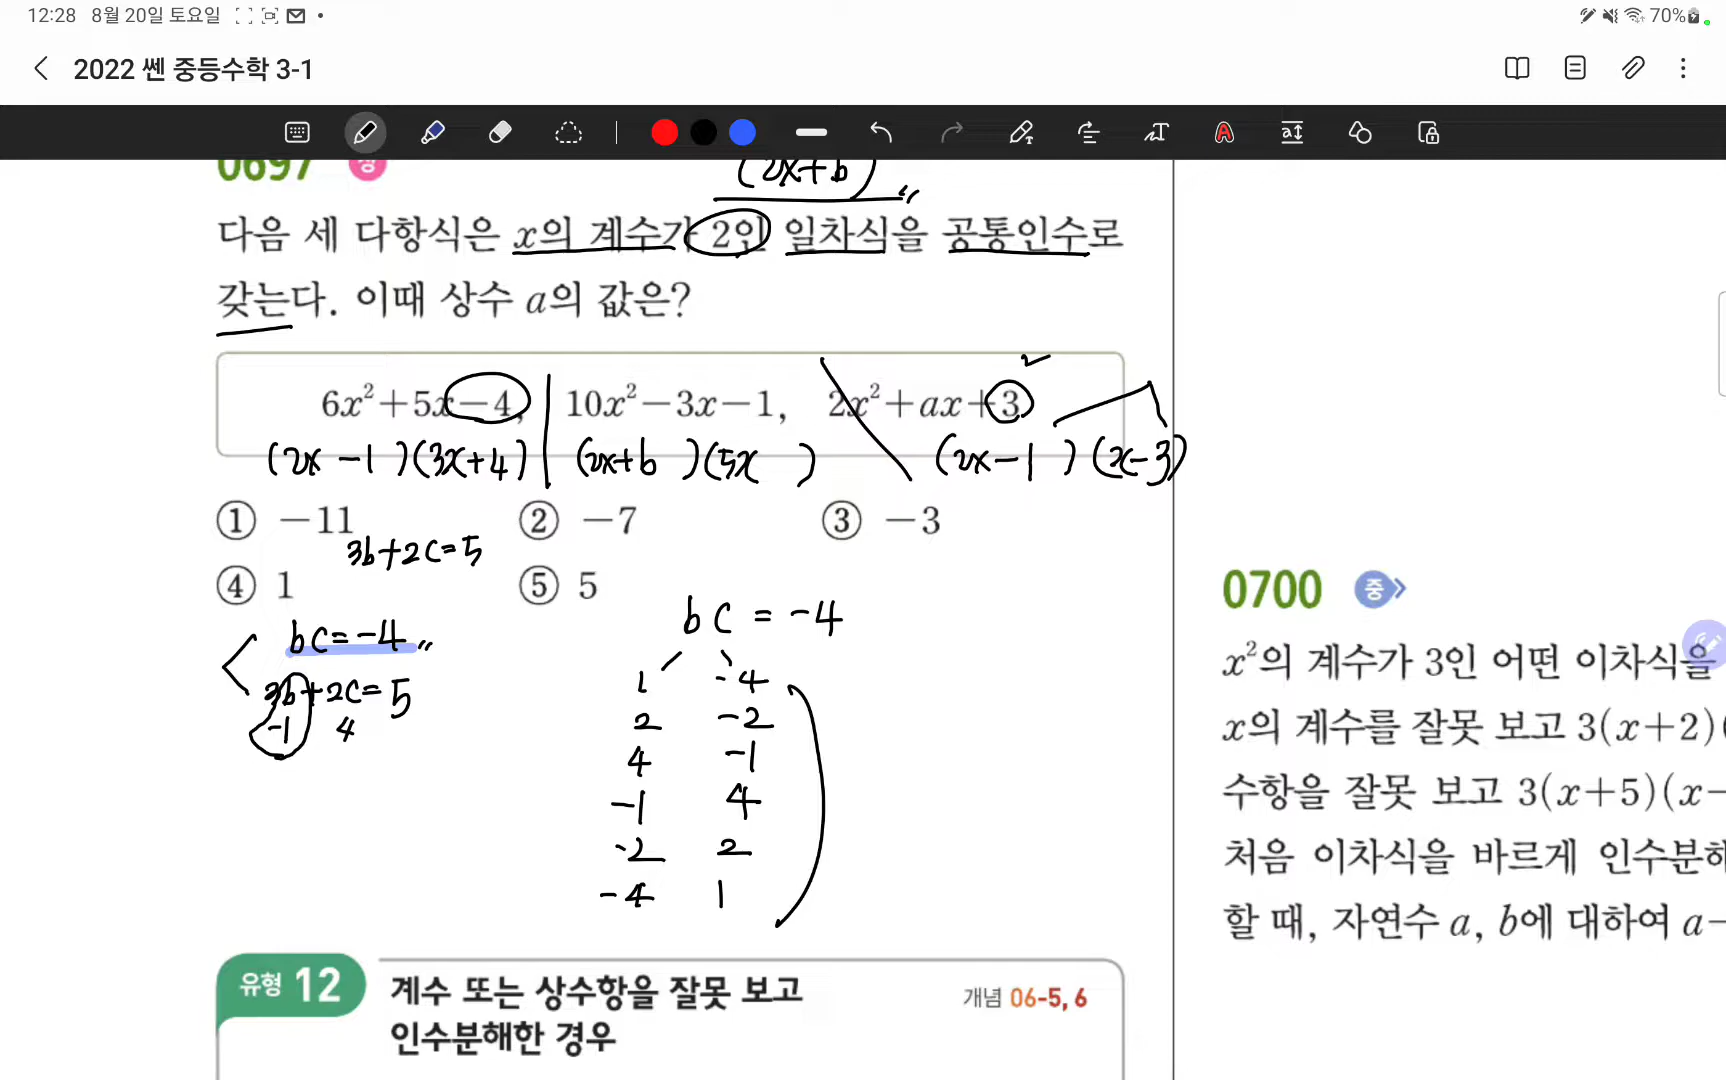 12:28 8월 20일 토요일
70%
2022 쎈 중등수학 3-1
0697 상
(2x+b)
다음 세 다항식은 x의 계수가 2인 일차식을 공통인수로
갖는다. 이때 상수 a의 값은?
6x²+5x-4, 10x²-3x-1, 2x²+ax+3
(2x-1)(3x+4) (2x+b)(5x ) (2x-1)(x-3)
① -11 ② -7 ③ -3
3b+2c=5
④ 1 ⑤ 5
bc=-4
3b+2c=5
-1 4
bc=-4
1 -4
2 -2
4 -1
-1 4
-2 2
-4 1
유형 12 계수 또는 상수항을 잘못 보고
인수분해한 경우
개념 06-5, 6
0700 중
x²의 계수가 3인 어떤 이차식을
x의 계수를 잘못 보고 3(x+2)(
수항을 잘못 보고 3(x+5)(x-
처음 이차식을 바르게 인수분해
할 때, 자연수 a, b에 대하여 a-